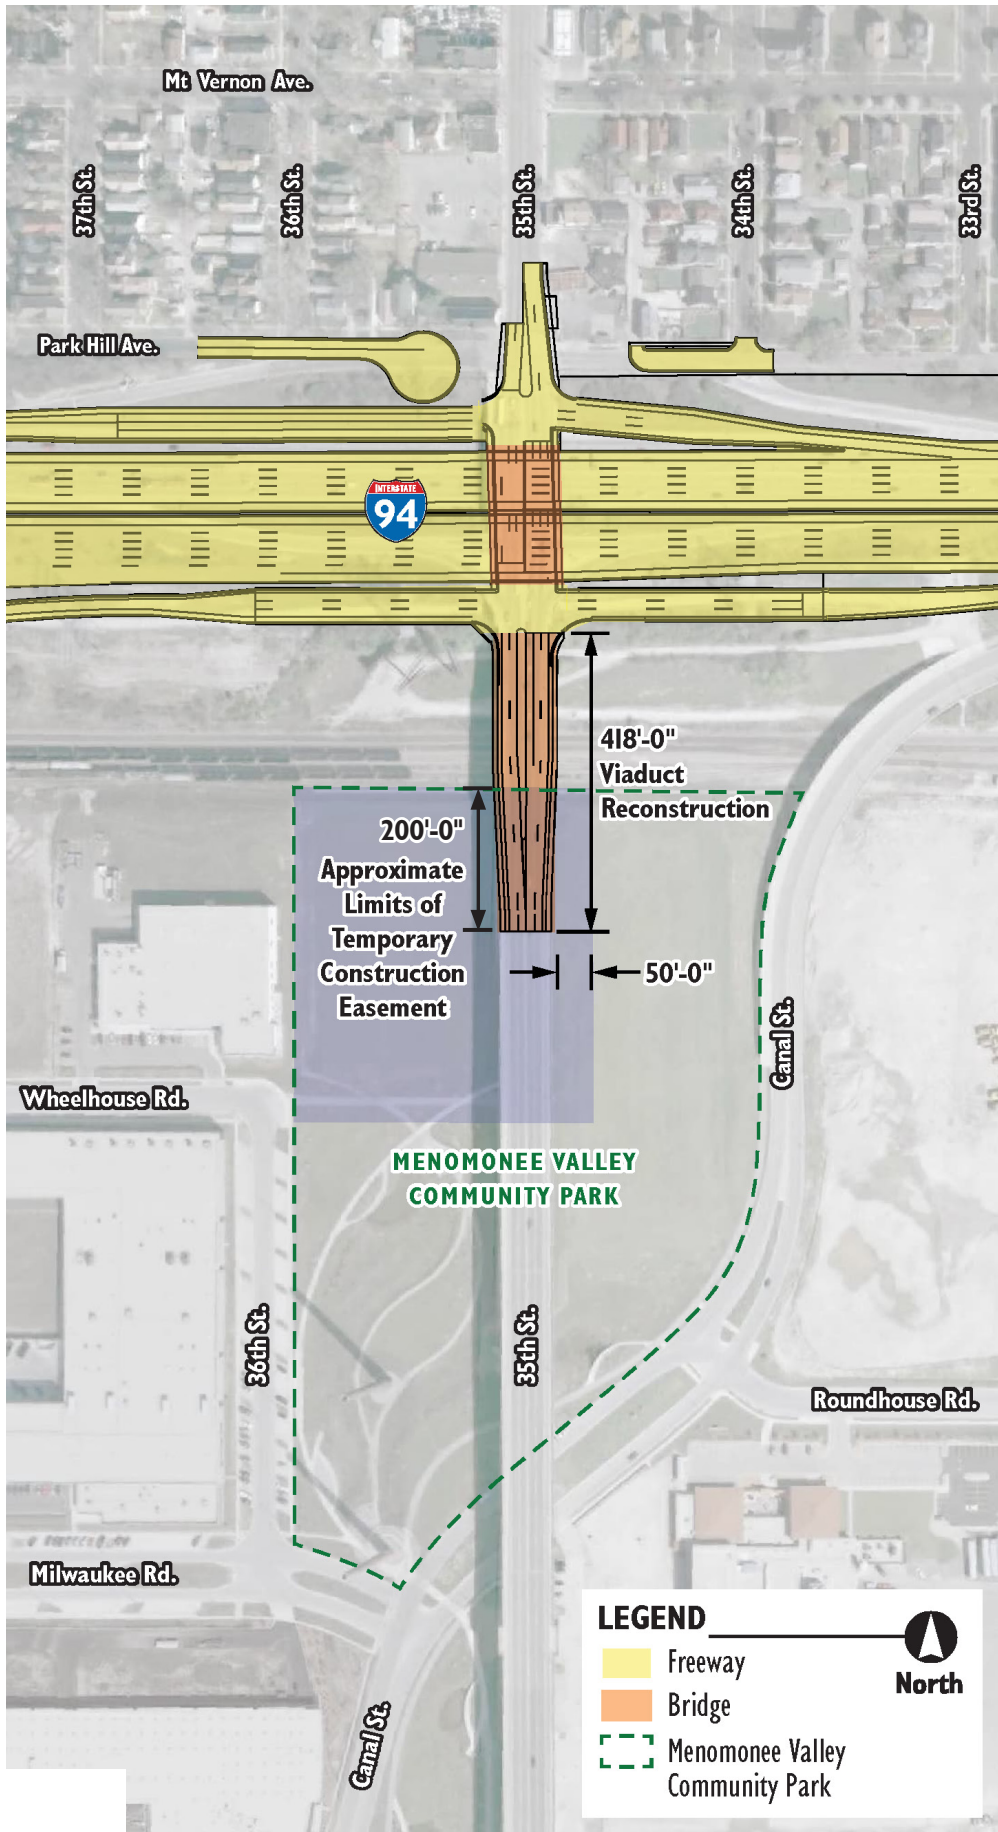 Mt Vernon Ave.
37th St.
36th St.
35th St.
34th St.
33rd St.
Park Hill Ave.
INTERSTATE
94
418'-0"
Viaduct
Reconstruction
200'-0"
Approximate
Limits of
Temporary
Construction
Easement
50'-0"
Canal St.
Wheelhouse Rd.
MENOMONEE VALLEY
COMMUNITY PARK
36th St.
35th St.
Roundhouse Rd.
Milwaukee Rd.
Canal St.
LEGEND
Freeway
Bridge
Menomonee Valley
Community Park
North